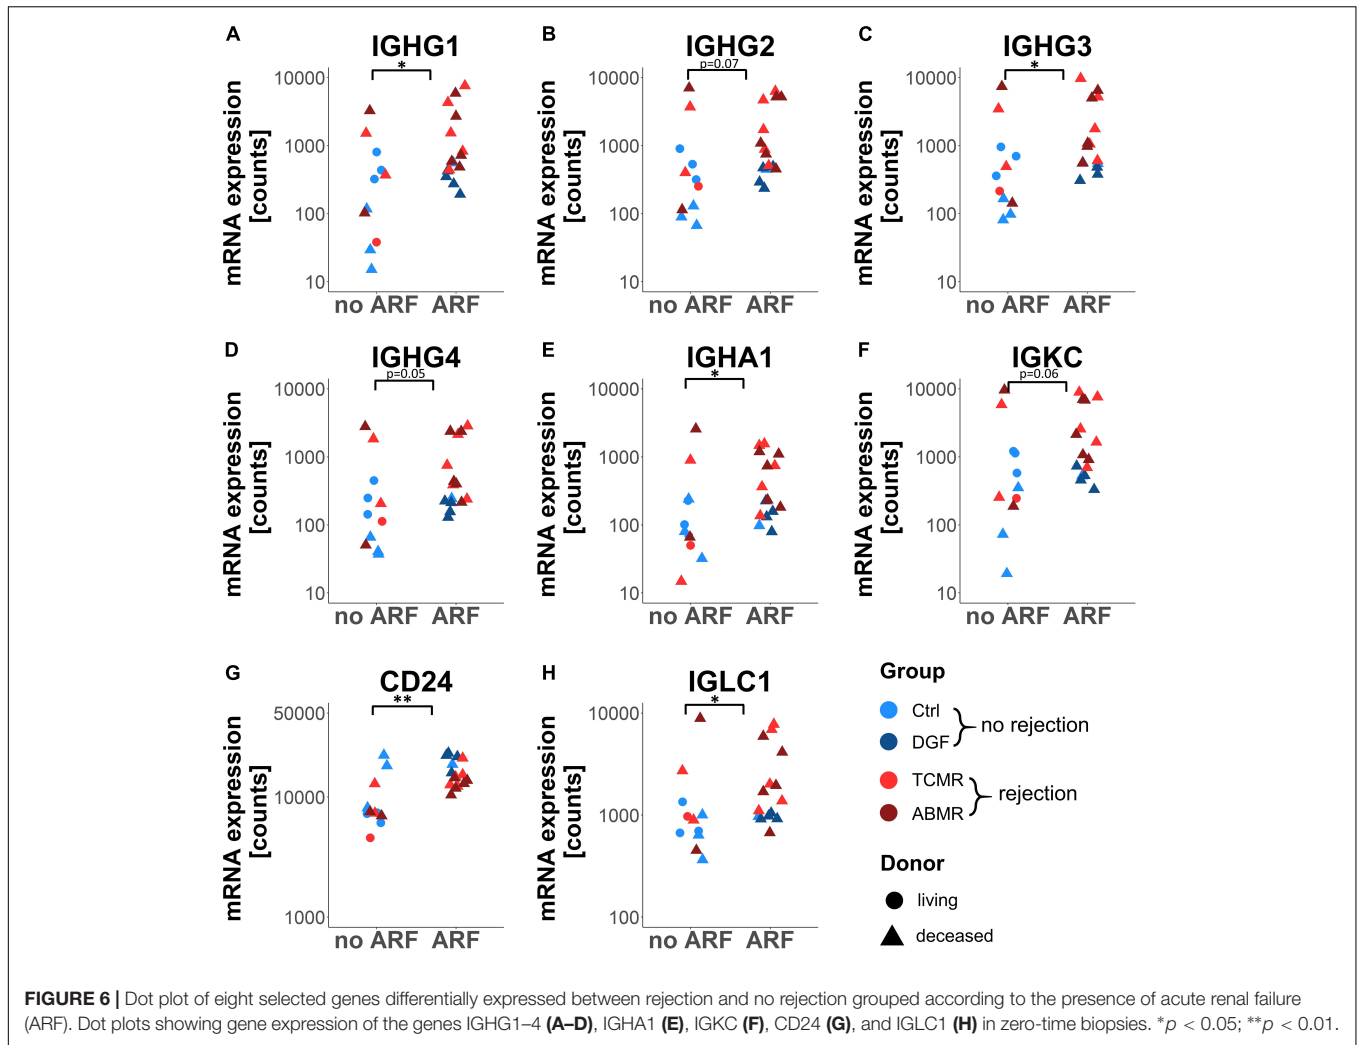 A
IGHG1
*
mRNA expression
[counts]
10000
1000
100
10
no ARF ARF
B
IGHG2
p=0.07
mRNA expression
[counts]
10000
1000
100
10
no ARF ARF
C
IGHG3
*
mRNA expression
[counts]
10000
1000
100
10
no ARF ARF
D
IGHG4
p=0.05
mRNA expression
[counts]
10000
1000
100
10
no ARF ARF
E
IGHA1
*
mRNA expression
[counts]
10000
1000
100
10
no ARF ARF
F
IGKC
p=0.06
mRNA expression
[counts]
10000
1000
100
10
no ARF ARF
G
CD24
**
mRNA expression
[counts]
50000
10000
1000
no ARF ARF
H
IGLC1
*
mRNA expression
[counts]
10000
1000
100
no ARF ARF
Group
Ctrl
DGF
no rejection
TCMR
ABMR
rejection
Donor
living
deceased
FIGURE 6 | Dot plot of eight selected genes differentially expressed between rejection and no rejection grouped according to the presence of acute renal failure
(ARF). Dot plots showing gene expression of the genes IGHG1–4 (A–D), IGHA1 (E), IGKC (F), CD24 (G), and IGLC1 (H) in zero-time biopsies. *p < 0.05; **p < 0.01.